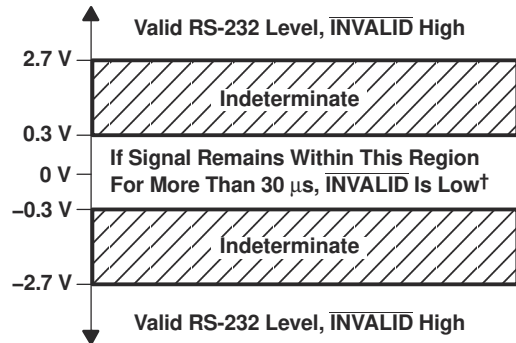 Valid RS-232 Level, INVALID High
2.7 V
Indeterminate
0.3 V
If Signal Remains Within This Region
0 V
For More Than 30 μs, INVALID Is Low†
−0.3 V
Indeterminate
−2.7 V
Valid RS-232 Level, INVALID High